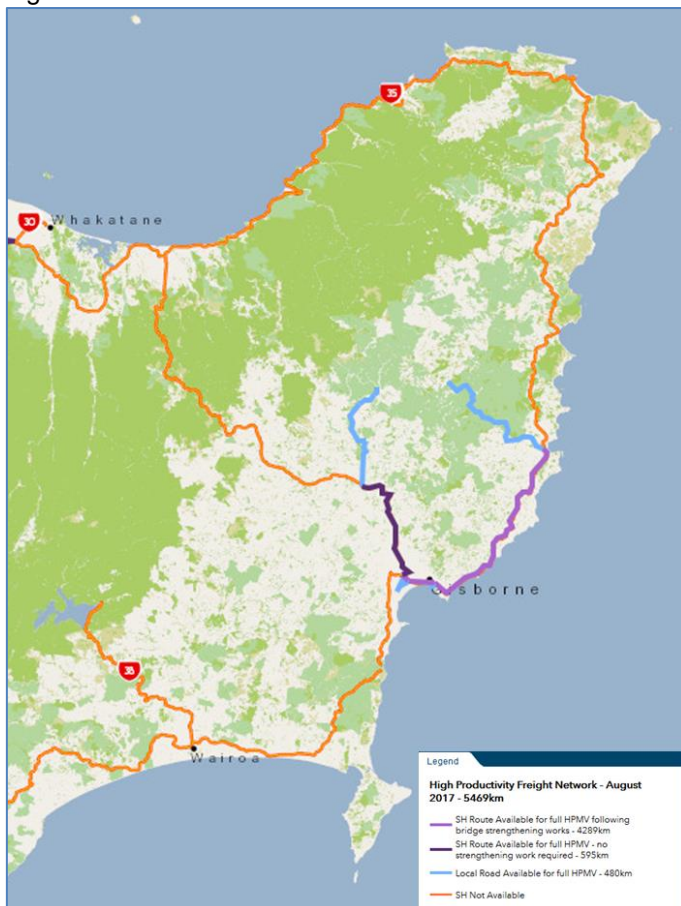 35
30
Whakatane
Gisborne
38
Wairoa
Legend
High Productivity Freight Network - August
2017 - 5469km
SH Route Available for full HPMV following
bridge strengthening works - 4289km
SH Route Available for full HPMV - no
strengthening work required - 595km
Local Road Available for full HPMV - 480km
SH Not Available